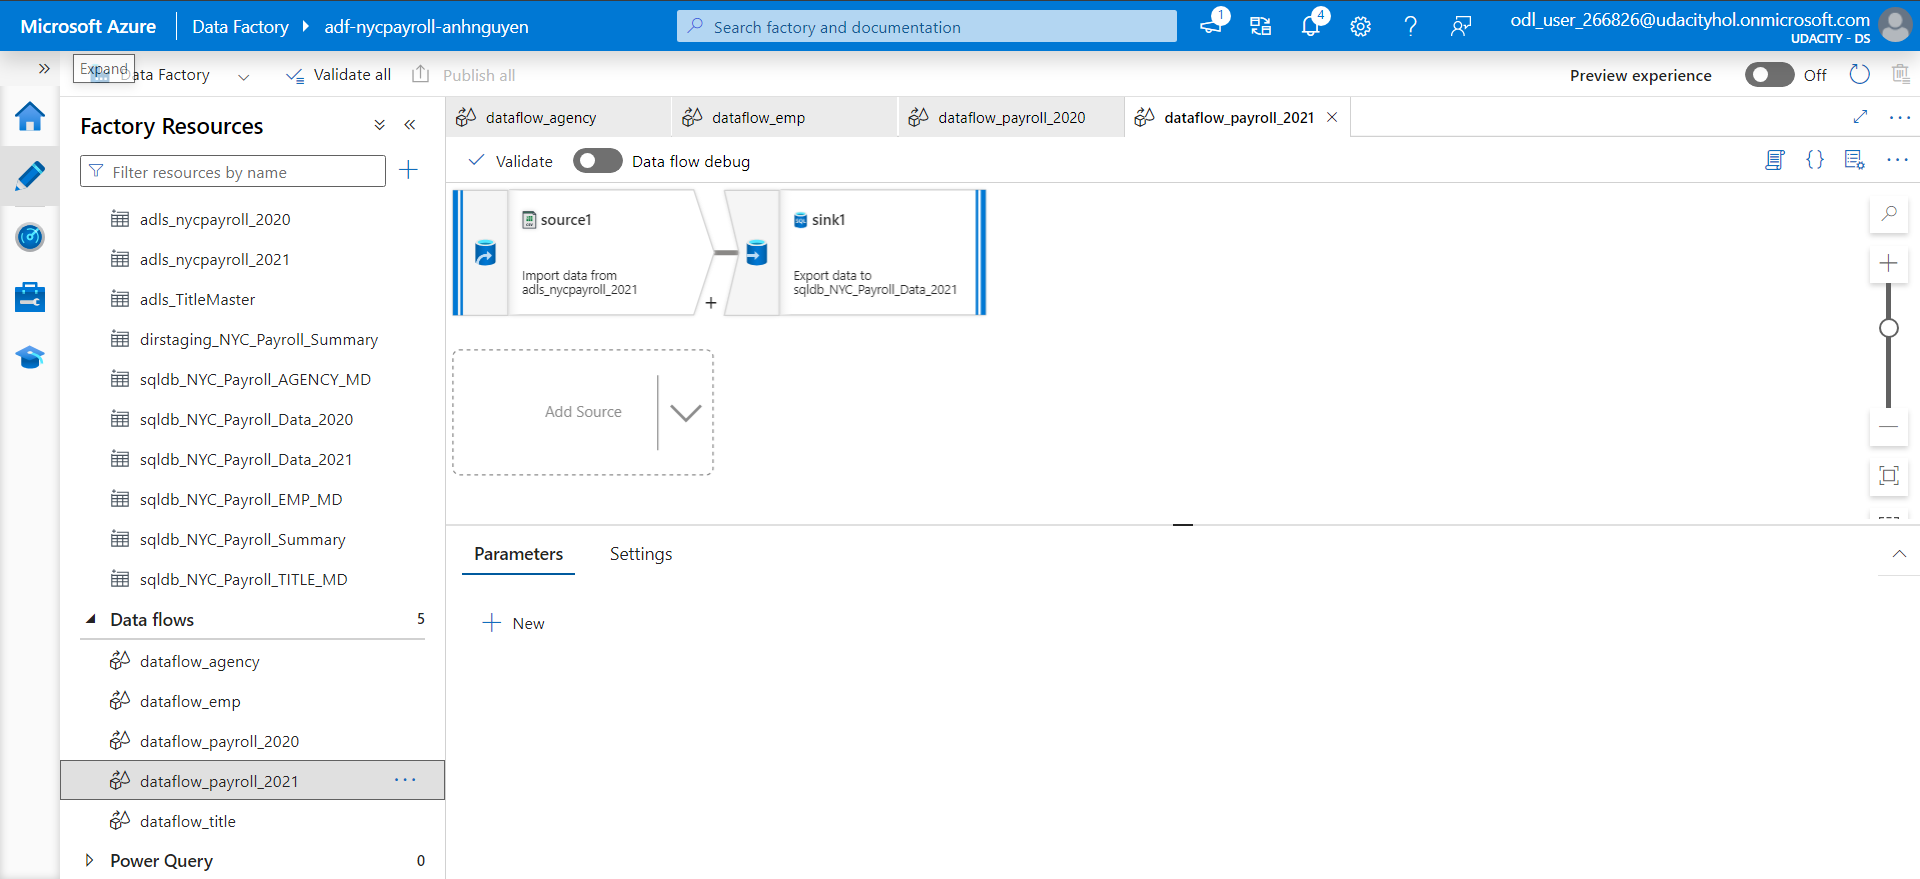 Microsoft Azure
Data Factory
adf-nycpayroll-anhnguyen
Search factory and documentation
1
4
odl_user_266826@udacityhol.onmicrosoft.com
UDACITY - DS
Expand
Data Factory
Validate all
Publish all
Preview experience
Off
Factory Resources
Filter resources by name
adls_nycpayroll_2020
adls_nycpayroll_2021
adls_TitleMaster
dirstaging_NYC_Payroll_Summary
sqldb_NYC_Payroll_AGENCY_MD
sqldb_NYC_Payroll_Data_2020
sqldb_NYC_Payroll_Data_2021
sqldb_NYC_Payroll_EMP_MD
sqldb_NYC_Payroll_Summary
sqldb_NYC_Payroll_TITLE_MD
Data flows 5
dataflow_agency
dataflow_emp
dataflow_payroll_2020
dataflow_payroll_2021
dataflow_title
Power Query 0
dataflow_agency
dataflow_emp
dataflow_payroll_2020
dataflow_payroll_2021
Validate
Data flow debug
source1
Import data from
adls_nycpayroll_2021
sink1
Export data to
sqldb_NYC_Payroll_Data_2021
Add Source
Parameters
Settings
New